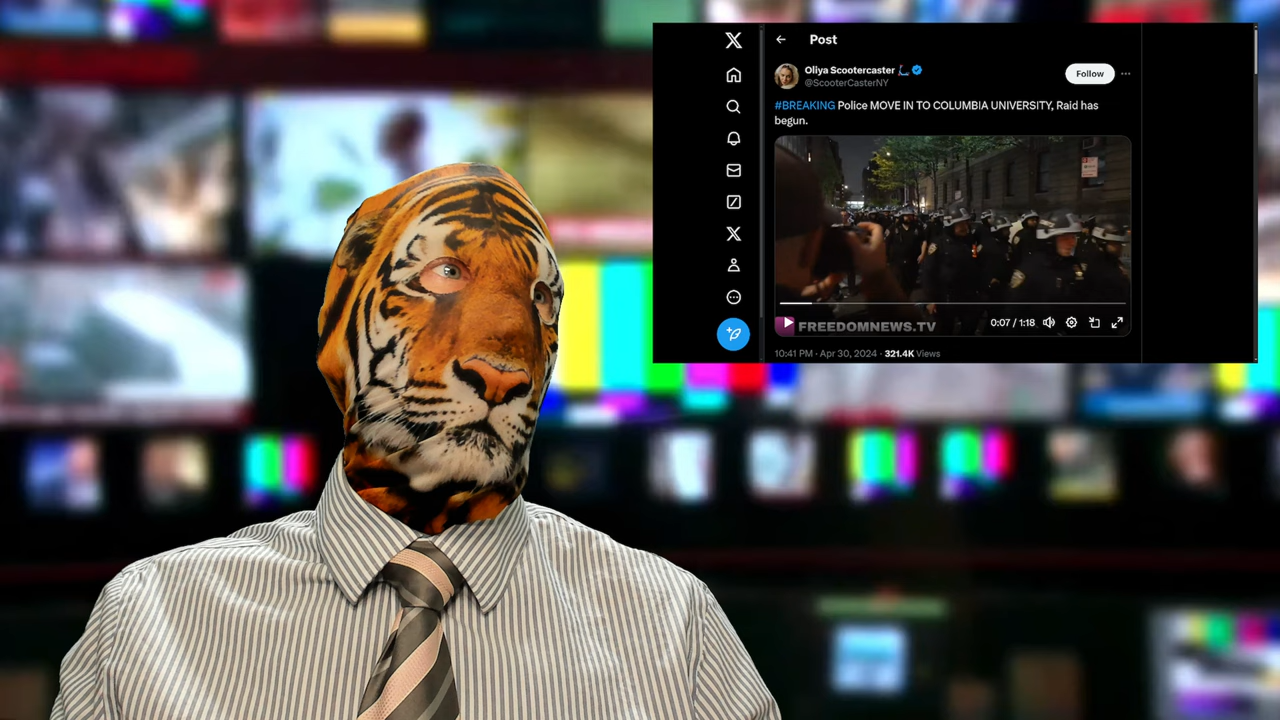 Post
Oliya Scootercaster
@ScooterCasterNY
Follow
#BREAKING Police MOVE IN TO COLUMBIA UNIVERSITY, Raid has
begun.
FREEDOMNEWS.TV
0:07 / 1:18
10:41 PM · Apr 30, 2024 · 321.4K Views